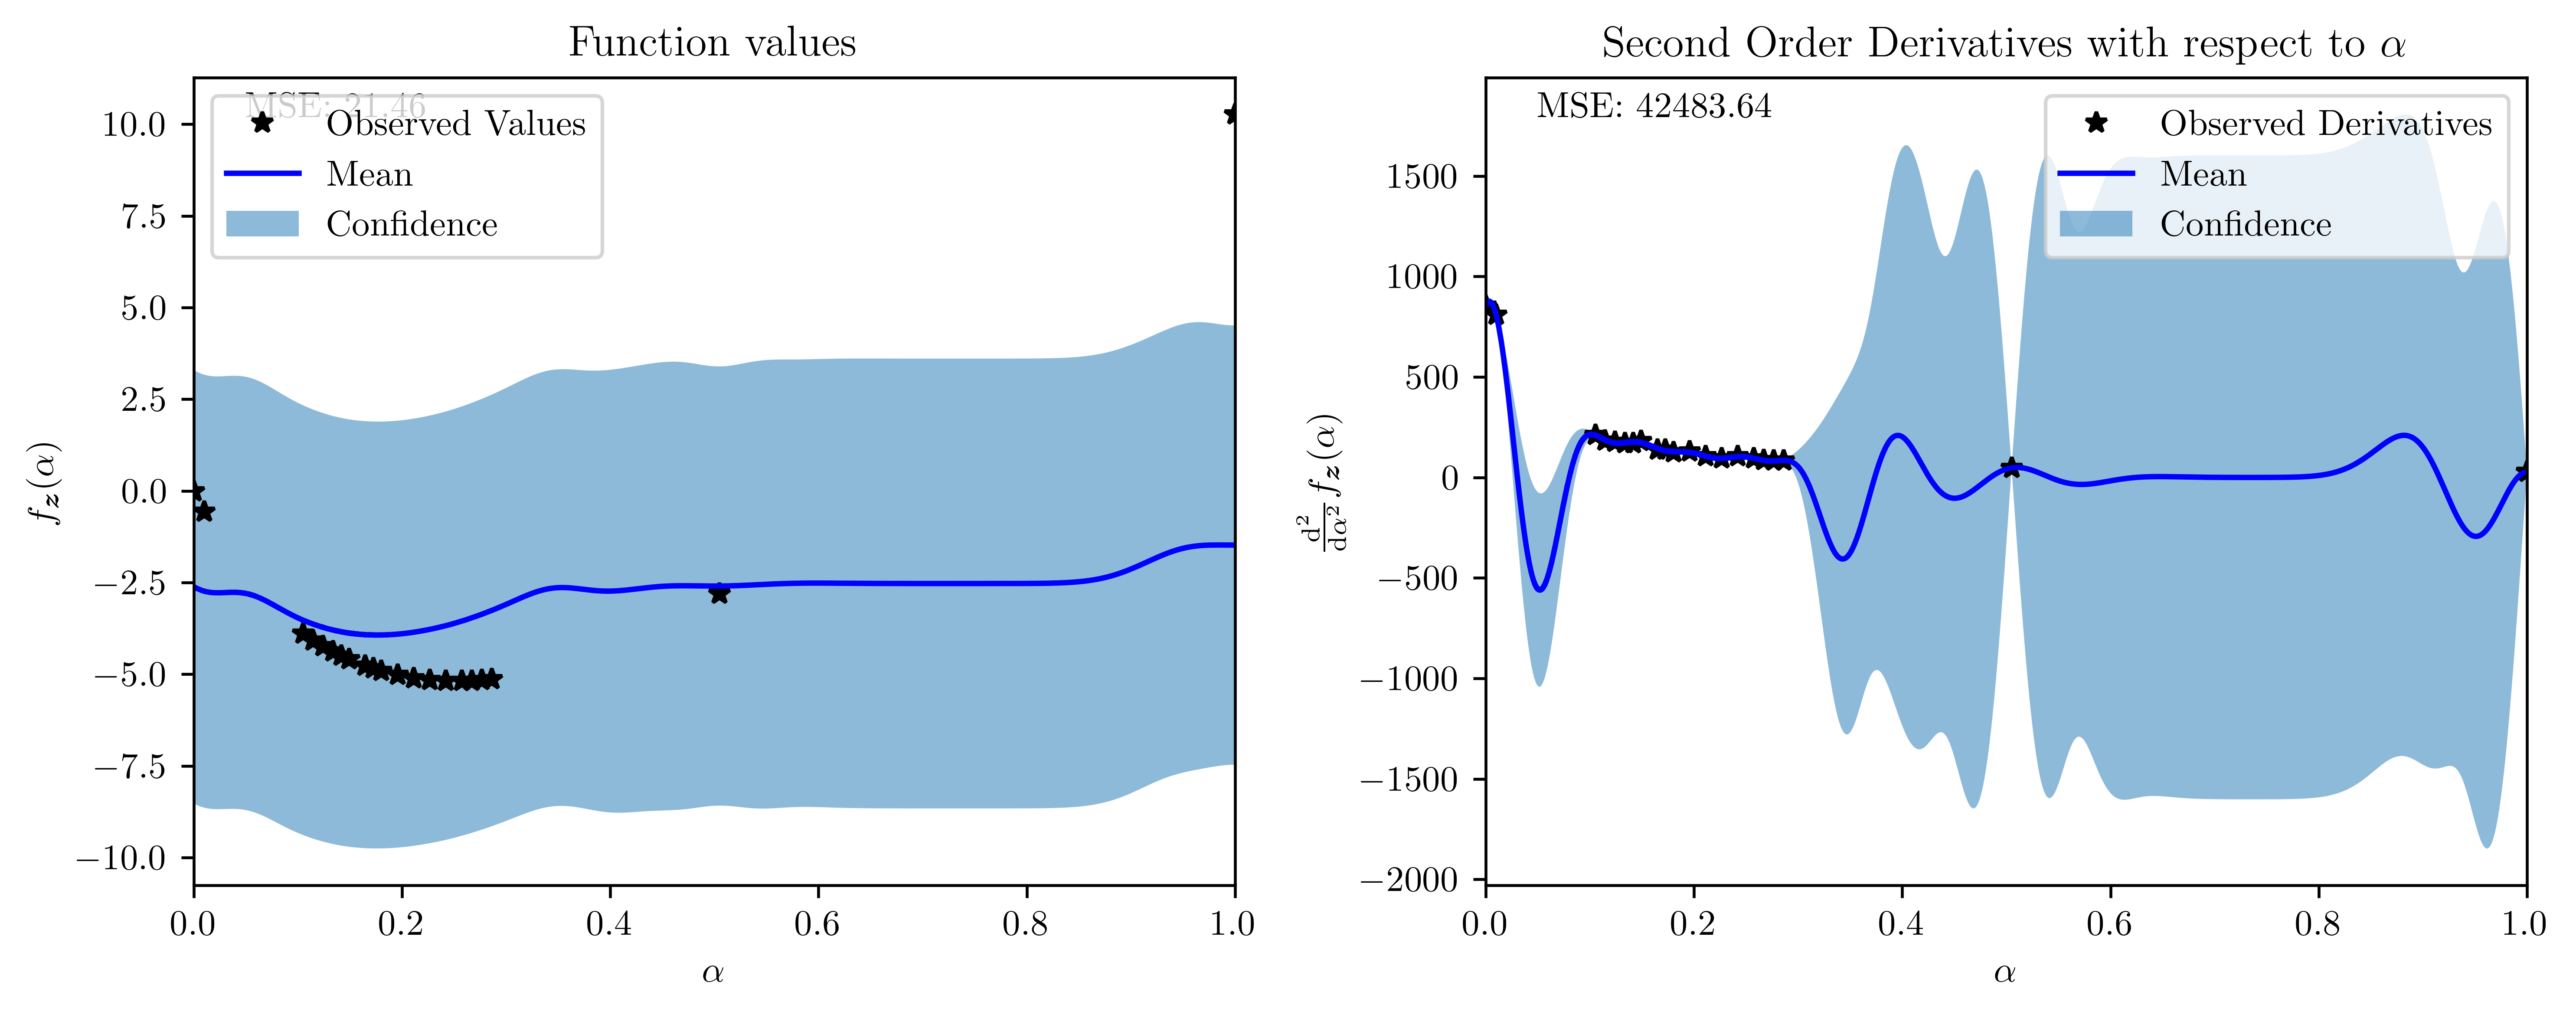 Function values
MSE: 21.46
Observed Values
Mean
Confidence
10.0
7.5
5.0
2.5
0.0
−2.5
−5.0
−7.5
−10.0
f_z(α)
0.0 0.2 0.4 0.6 0.8 1.0
α
Second Order Derivatives with respect to α
MSE: 42483.64
Observed Derivatives
Mean
Confidence
1500
1000
500
0
−500
−1000
−1500
−2000
d²/dα² f_z(α)
0.0 0.2 0.4 0.6 0.8 1.0
α